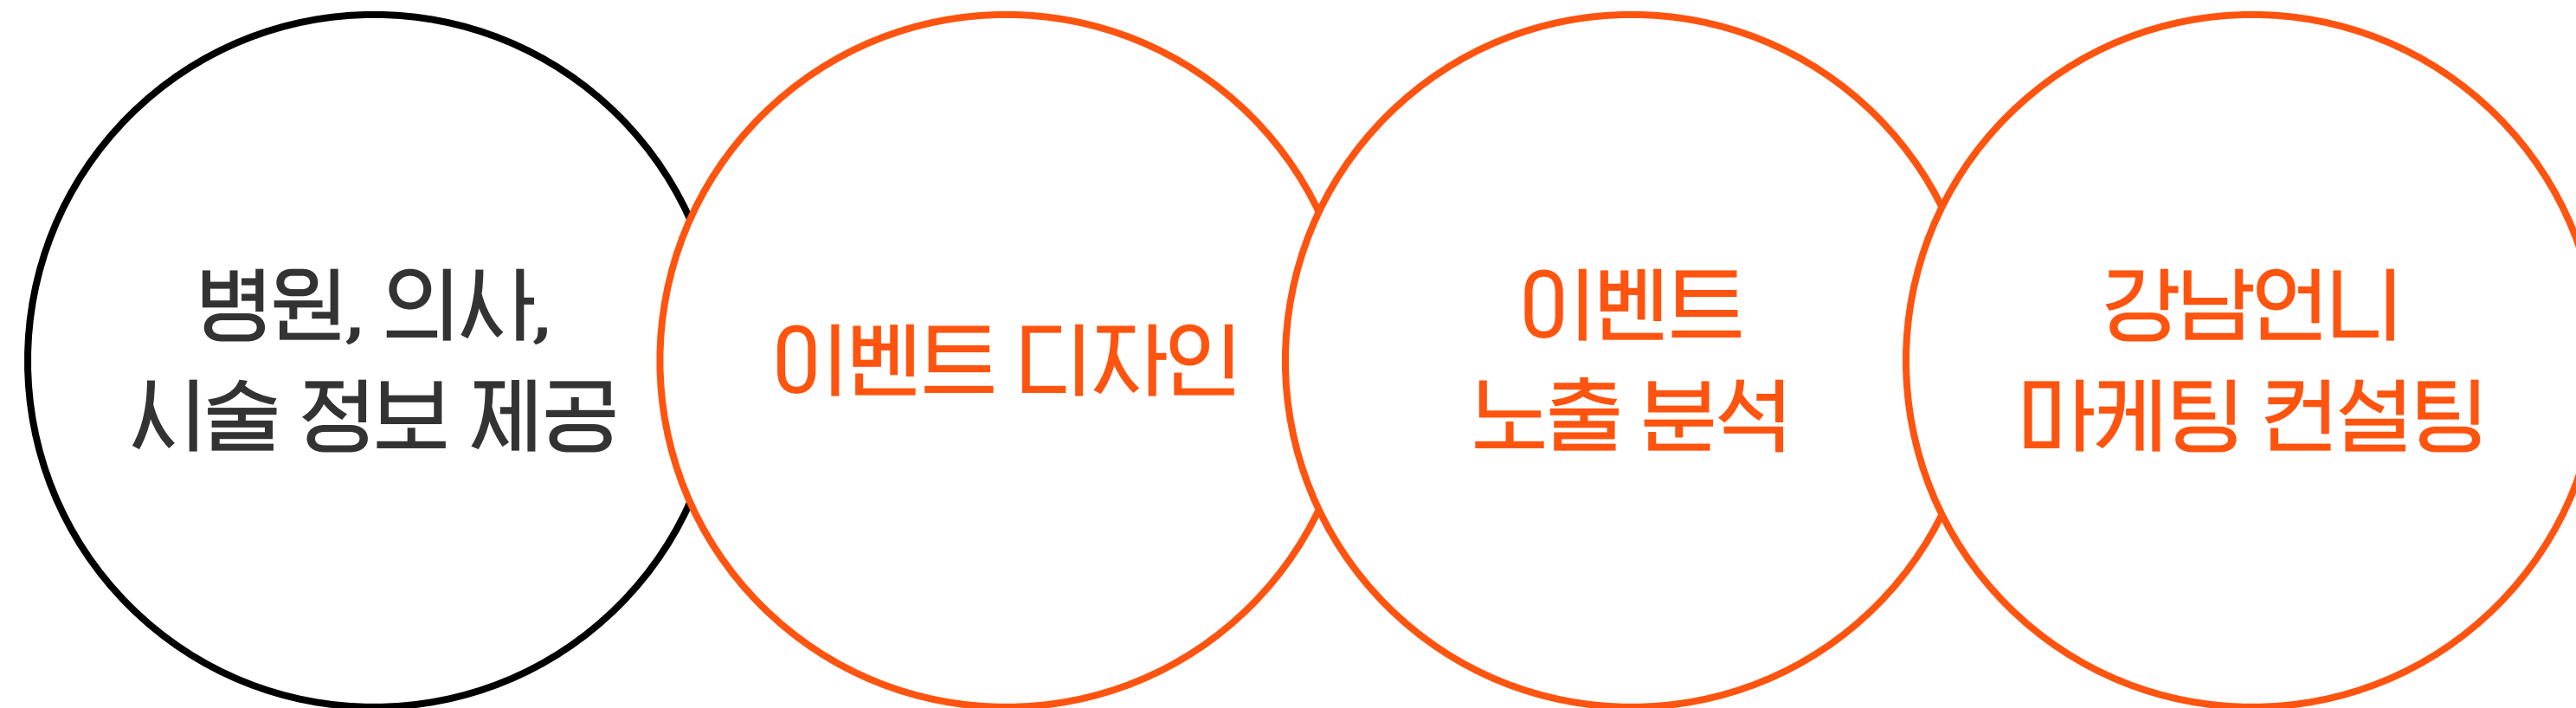 병원, 의사,
시술 정보 제공
이벤트 디자인
이벤트
노출 분석
강남언니
마케팅 컨설팅